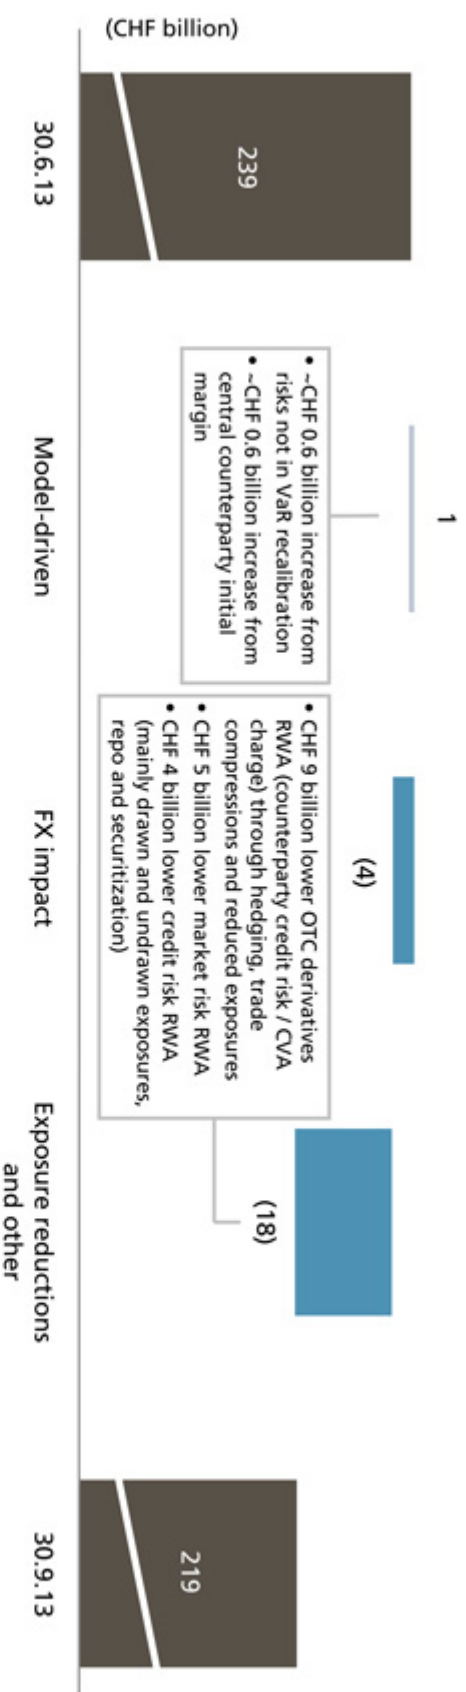 (CHF billion)
239
1
• ~CHF 0.6 billion increase from
risks not in VaR recalibration
• ~CHF 0.6 billion increase from
central counterparty initial
margin
(4)
• CHF 9 billion lower OTC derivatives
RWA (counterparty credit risk / CVA
charge) through hedging, trade
compressions and reduced exposures
• CHF 5 billion lower market risk RWA
• CHF 4 billion lower credit risk RWA
(mainly drawn and undrawn exposures,
repo and securitization)
(18)
219
30.6.13
Model-driven
FX impact
Exposure reductions
and other
30.9.13